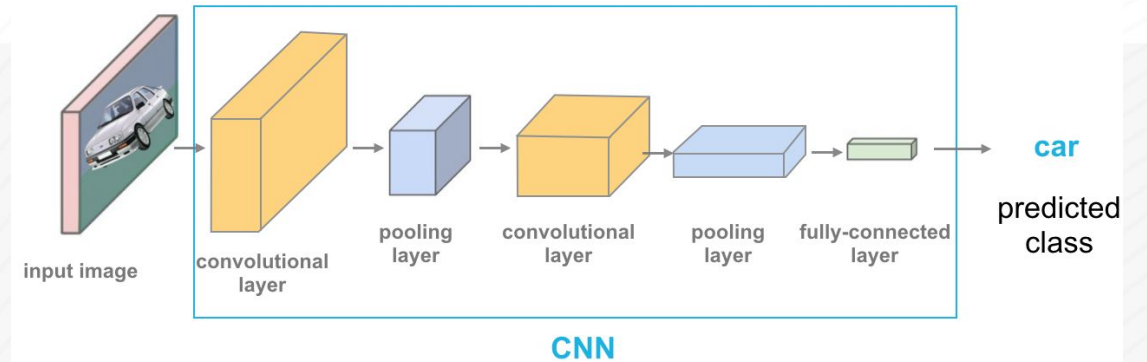 input image
convolutional
layer
pooling
layer
convolutional
layer
pooling
layer
fully-connected
layer
car
predicted
class
CNN